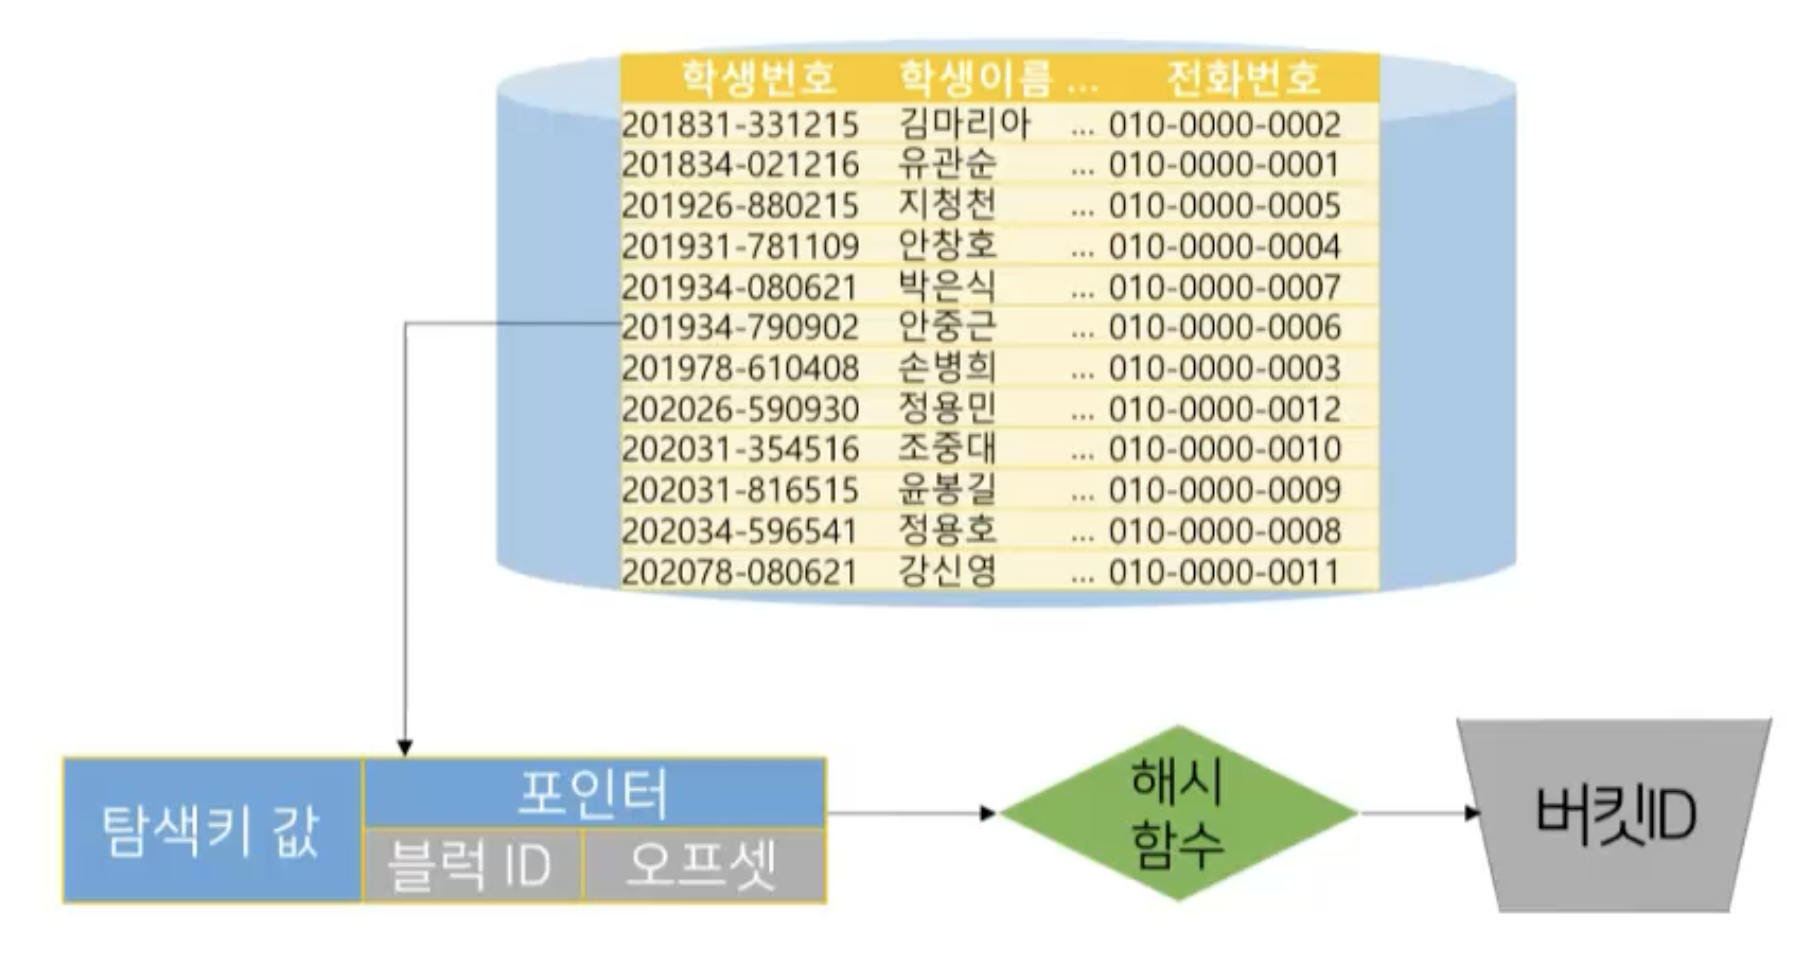 학생번호 학생이름 ... 전화번호
201831-331215 김마리아 ... 010-0000-0002
201834-021216 유관순 ... 010-0000-0001
201926-880215 지청천 ... 010-0000-0005
201931-781109 안창호 ... 010-0000-0004
201934-080621 박은식 ... 010-0000-0007
201934-790902 안중근 ... 010-0000-0006
201978-610408 손병희 ... 010-0000-0003
202026-590930 정용민 ... 010-0000-0012
202031-354516 조중대 ... 010-0000-0010
202031-816515 윤봉길 ... 010-0000-0009
202034-596541 정용호 ... 010-0000-0008
202078-080621 강신영 ... 010-0000-0011
탐색키 값
포인터
블럭 ID
오프셋
해시
함수
버킷ID